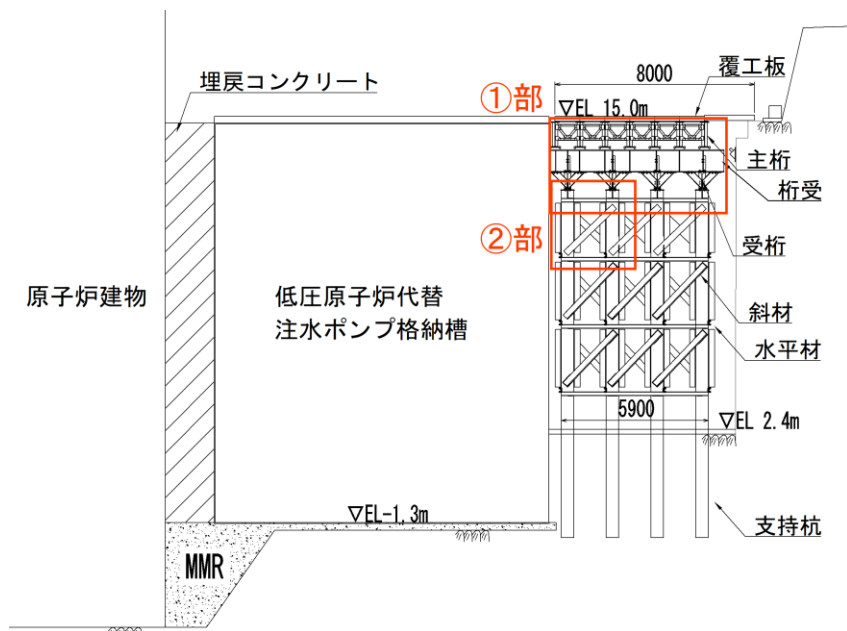 8000
覆工板
埋戻コンクリート
①部
▽EL 15.0m
主桁
桁受
②部
受桁
原子炉建物
低圧原子炉代替
注水ポンプ格納槽
斜材
水平材
5900
▽EL 2.4m
▽EL-1.3m
支持杭
MMR